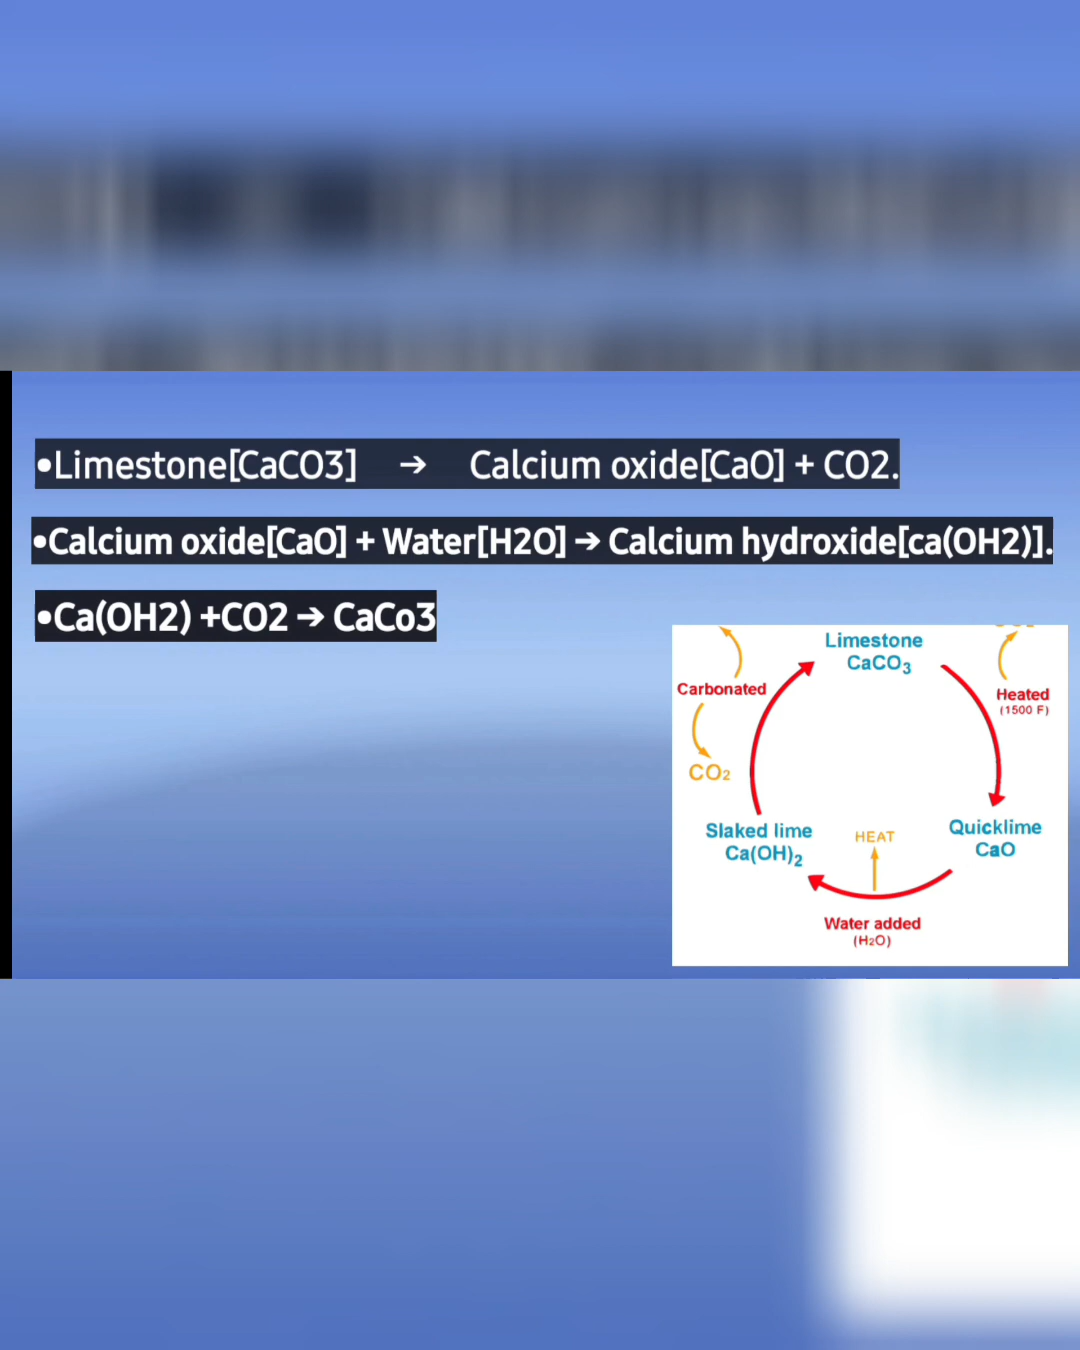 •Limestone[CaCO3] → Calcium oxide[CaO] + CO2.
•Calcium oxide[CaO] + Water[H2O] → Calcium hydroxide[ca(OH2)].
•Ca(OH2) +CO2 → CaCo3
Limestone
CaCO₃
Carbonated
Heated
(1500 F)
CO₂
Slaked lime
Ca(OH)₂
HEAT
Quicklime
CaO
Water added
(H₂O)